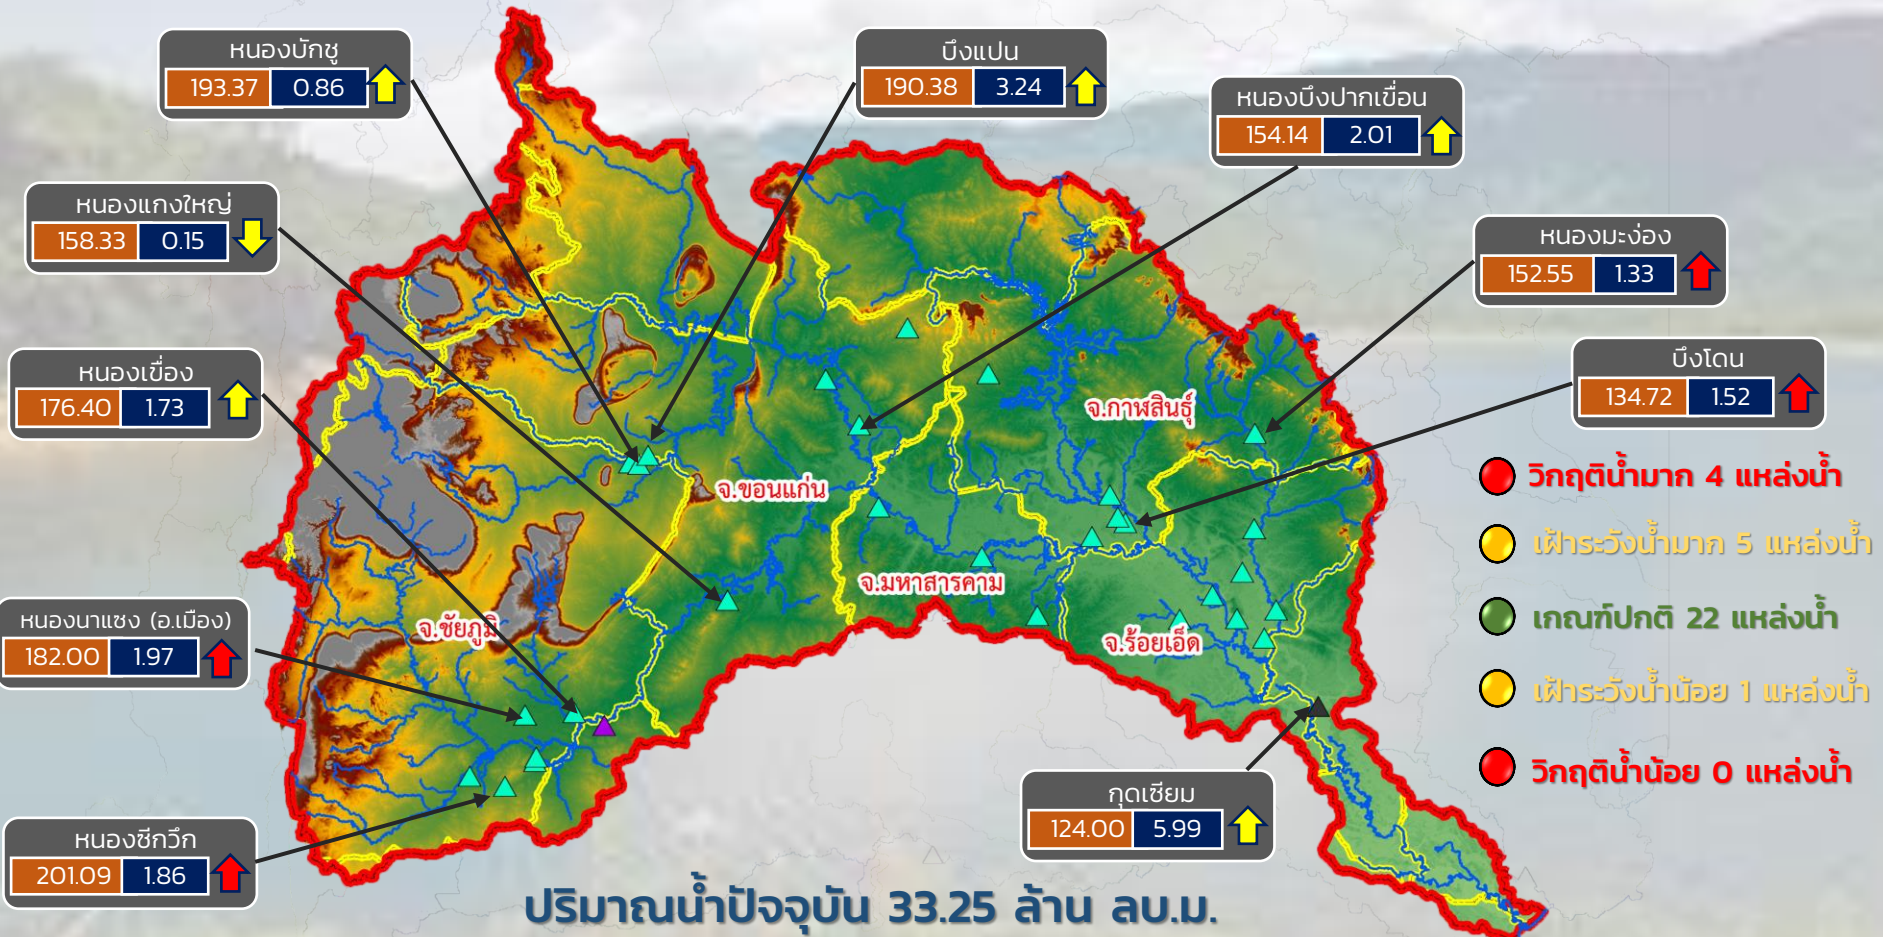 หนองบักชู
193.37 0.86
บึงแปน
190.38 3.24
หนองบึงปากเขื่อน
154.14 2.01
หนองแกงใหญ่
158.33 0.15
หนองมะง่อง
152.55 1.33
หนองเขื่อง
176.40 1.73
บึงโดน
134.72 1.52
จ.กาฬสินธุ์
จ.ขอนแก่น
วิกฤติน้ำมาก 4 แหล่งน้ำ
เฝ้าระวังน้ำมาก 5 แหล่งน้ำ
จ.มหาสารคาม
เกณฑ์ปกติ 22 แหล่งน้ำ
หนองนาแซง (อ.เมือง)
182.00 1.97
จ.ชัยภูมิ
จ.ร้อยเอ็ด
เฝ้าระวังน้ำน้อย 1 แหล่งน้ำ
วิกฤติน้ำน้อย 0 แหล่งน้ำ
กุดเซียม
124.00 5.99
หนองซีกวึก
201.09 1.86
ปริมาณน้ำปัจจุบัน 33.25 ล้าน ลบ.ม.